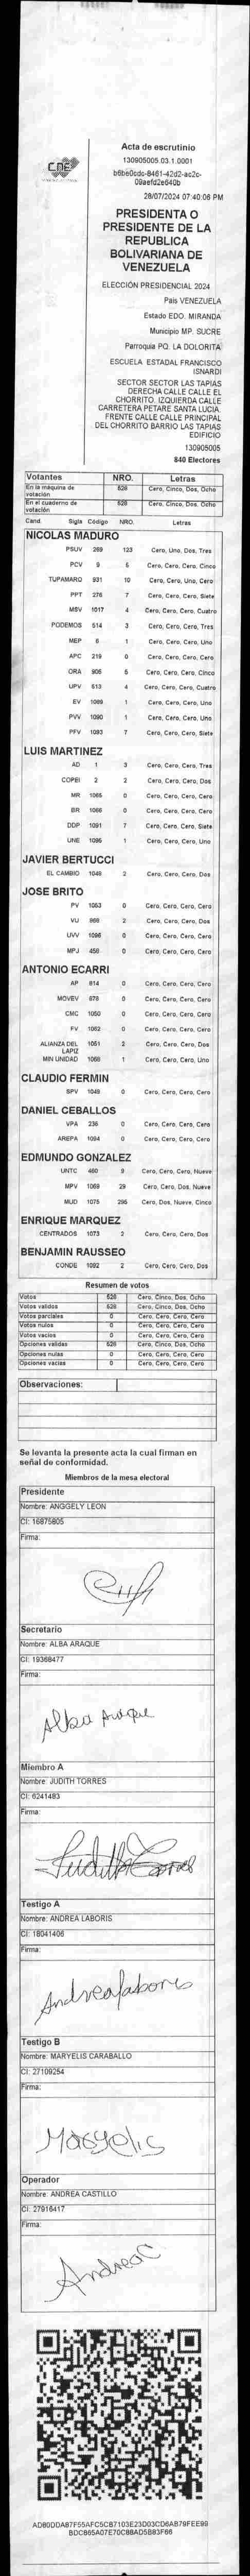 CNE
Acta de escrutinio
130905005.03.1.0001
28/07/2024 07:40:06 PM
PRESIDENTA O
PRESIDENTE DE LA
REPUBLICA
BOLIVARIANA DE
VENEZUELA
ELECCIÓN PRESIDENCIAL 2024
País VENEZUELA
Estado EDO. MIRANDA
Municipio MP. SUCRE
Parroquia PQ. LA DOLORITA
ESCUELA ESTADAL FRANCISCO
ISNARDI
SECTOR SECTOR LAS TAPIAS
DERECHA CALLE CALLE EL
CHORRITO. IZQUIERDA CALLE
CARRETERA PETARE SANTA LUCIA.
FRENTE CALLE CALLE PRINCIPAL
DEL CHORRITO BARRIO LAS TAPIAS
EDIFICIO
130905005
840 Electores
Votantes NRO. Letras
En la máquina de votación 528 Cero, Cinco, Dos, Ocho
En el cuaderno de votación 528 Cero, Cinco, Dos, Ocho
Cand. Sigla Código NRO. Letras
NICOLAS MADURO
PSUV 269 123 Cero, Uno, Dos, Tres
PCV 9 5 Cero, Cero, Cero, Cinco
TUPAMARO 931 10 Cero, Cero, Uno, Cero
PPT 276 7 Cero, Cero, Cero, Siete
MSV 1017 4 Cero, Cero, Cero, Cuatro
PODEMOS 514 3 Cero, Cero, Cero, Tres
MEP 6 1 Cero, Cero, Cero, Uno
APC 219 0 Cero, Cero, Cero, Cero
ORA 906 5 Cero, Cero, Cero, Cinco
UPV 613 4 Cero, Cero, Cero, Cuatro
EV 1089 1 Cero, Cero, Cero, Uno
PVV 1090 1 Cero, Cero, Cero, Uno
PFV 1093 7 Cero, Cero, Cero, Siete
LUIS MARTINEZ
AD 1 3 Cero, Cero, Cero, Tres
COPEI 2 2 Cero, Cero, Cero, Dos
MR 1065 0 Cero, Cero, Cero, Cero
BR 1066 0 Cero, Cero, Cero, Cero
DDP 1091 7 Cero, Cero, Cero, Siete
UNE 1095 1 Cero, Cero, Cero, Uno
JAVIER BERTUCCI
EL CAMBIO 1048 2 Cero, Cero, Cero, Dos
JOSE BRITO
PV 1053 0 Cero, Cero, Cero, Cero
VU 868 2 Cero, Cero, Cero, Dos
UVV 1096 0 Cero, Cero, Cero, Cero
MPJ 456 0 Cero, Cero, Cero, Cero
ANTONIO ECARRI
AP 814 0 Cero, Cero, Cero, Cero
MOVEV 678 0 Cero, Cero, Cero, Cero
CMC 1050 0 Cero, Cero, Cero, Cero
FV 1062 0 Cero, Cero, Cero, Cero
ALIANZA DEL LAPIZ 1051 2 Cero, Cero, Cero, Dos
MIN UNIDAD 1068 1 Cero, Cero, Cero, Uno
CLAUDIO FERMIN
SPV 1049 0 Cero, Cero, Cero, Cero
DANIEL CEBALLOS
VPA 236 0 Cero, Cero, Cero, Cero
AREPA 1094 0 Cero, Cero, Cero, Cero
EDMUNDO GONZALEZ
UNTC 460 9 Cero, Cero, Cero, Nueve
MPV 1069 29 Cero, Cero, Dos, Nueve
MUD 1075 295 Cero, Dos, Nueve, Cinco
ENRIQUE MARQUEZ
CENTRADOS 1073 2 Cero, Cero, Cero, Dos
BENJAMIN RAUSSEO
CONDE 1092 2 Cero, Cero, Cero, Dos
Resumen de votos
Votos 528 Cero, Cinco, Dos, Ocho
Votos validos 528 Cero, Cinco, Dos, Ocho
Votos parciales 0 Cero, Cero, Cero, Cero
Votos nulos 0 Cero, Cero, Cero, Cero
Votos vacios 0 Cero, Cero, Cero, Cero
Opciones validas 528 Cero, Cinco, Dos, Ocho
Opciones nulas 0 Cero, Cero, Cero, Cero
Opciones vacias 0 Cero, Cero, Cero, Cero
Observaciones:
Se levanta la presente acta la cual firman en
señal de conformidad.
Miembros de la mesa electoral
Presidente
Nombre: ANGGELY LEON
CI: 16875805
Firma:
Secretario
Nombre: ALBA ARAQUE
CI: 19368477
Firma:
Alba Araque
Miembro A
Nombre: JUDITH TORRES
CI: 6241483
Firma:
Judith Torres
Testigo A
Nombre: ANDREA LABORIS
CI: 18041406
Firma:
Andrea Laboris
Testigo B
Nombre: MARYELIS CARABALLO
CI: 27109254
Firma:
Maryelis
Operador
Nombre: ANDREA CASTILLO
CI: 27916417
Firma:
Andrea C